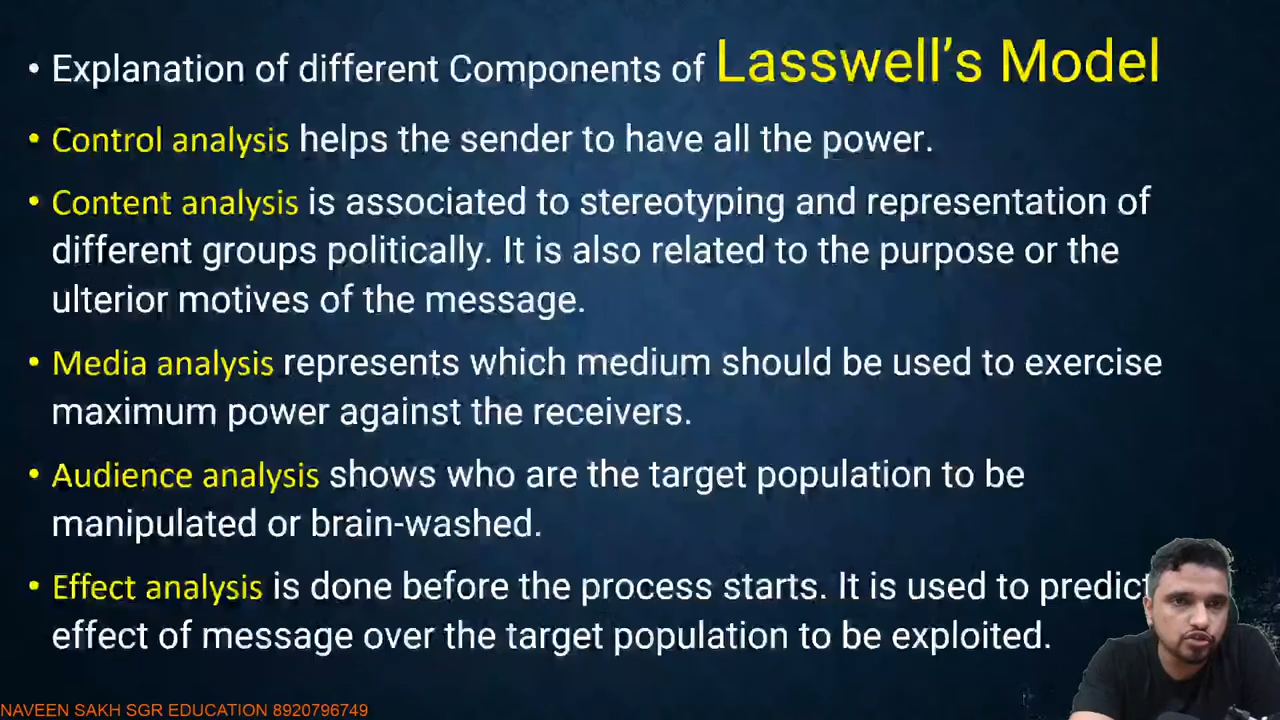 • Explanation of different Components of Lasswell's Model
• Control analysis helps the sender to have all the power.
• Content analysis is associated to stereotyping and representation of
different groups politically. It is also related to the purpose or the
ulterior motives of the message.
• Media analysis represents which medium should be used to exercise
maximum power against the receivers.
• Audience analysis shows who are the target population to be
manipulated or brain-washed.
• Effect analysis is done before the process starts. It is used to predict
effect of message over the target population to be exploited.
NAVEEN SAKH SGR EDUCATION 8920796749